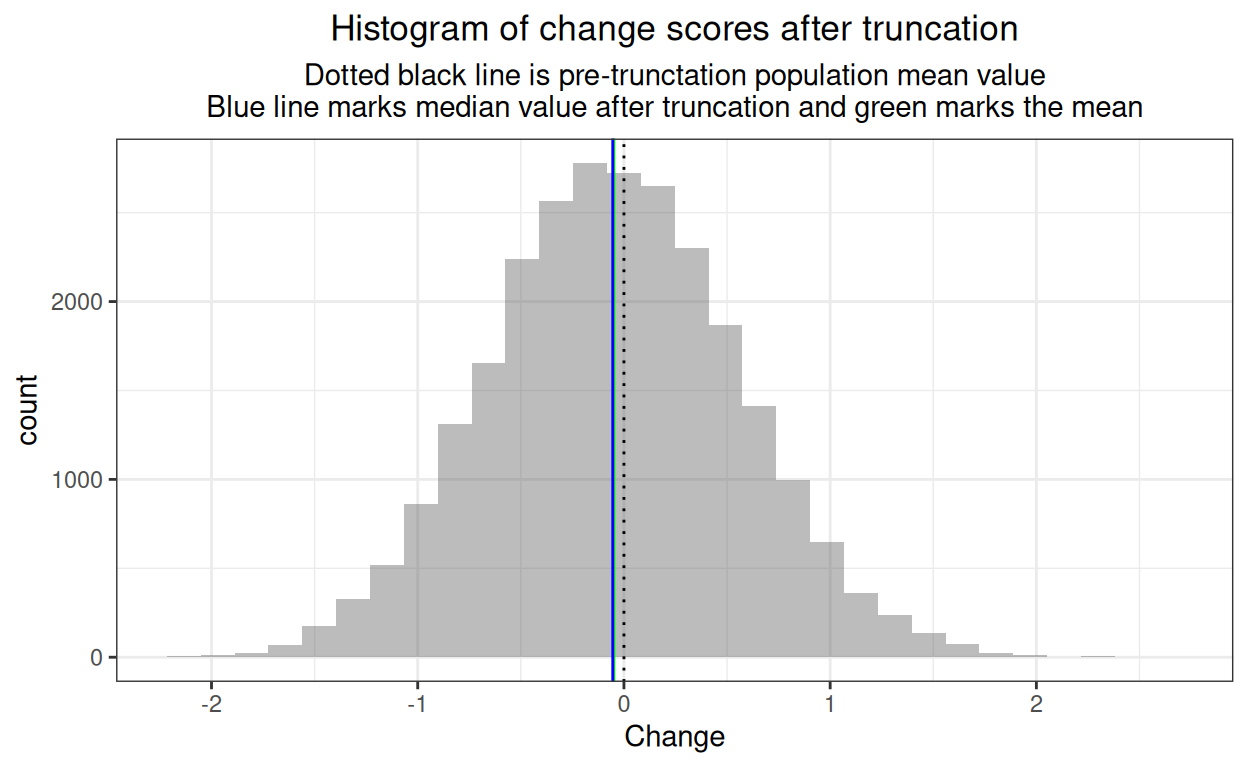 Histogram of change scores after truncation
Dotted black line is pre-trunctation population mean value
Blue line marks median value after truncation and green marks the mean
count
2000
1000
0
-2
-1
0
1
2
Change